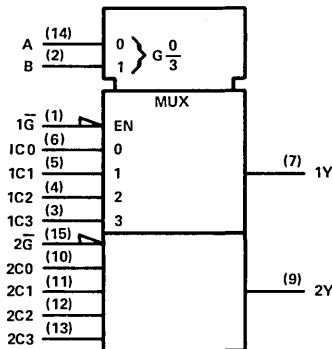 A (14) 0 } G 0/3
B (2) 1
MUX
1G̅ (1) EN
IC0 (6) 0
1C1 (5) 1 (7) 1Y
1C2 (4) 2
1C3 (3) 3
2G̅ (15)
2C0 (10)
2C1 (11) (9) 2Y
2C2 (12)
2C3 (13)